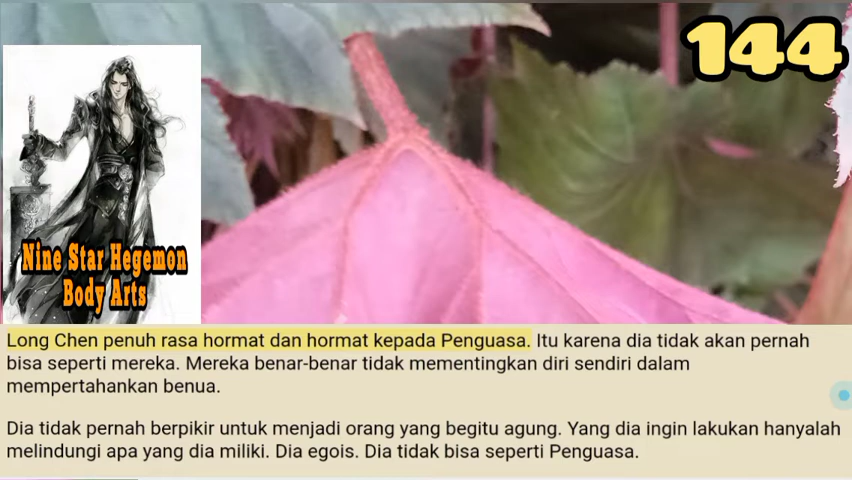 144
Nine Star Hegemon
Body Arts
Long Chen penuh rasa hormat dan hormat kepada Penguasa. Itu karena dia tidak akan pernah
bisa seperti mereka. Mereka benar-benar tidak mementingkan diri sendiri dalam
mempertahankan benua.
Dia tidak pernah berpikir untuk menjadi orang yang begitu agung. Yang dia ingin lakukan hanyalah
melindungi apa yang dia miliki. Dia egois. Dia tidak bisa seperti Penguasa.